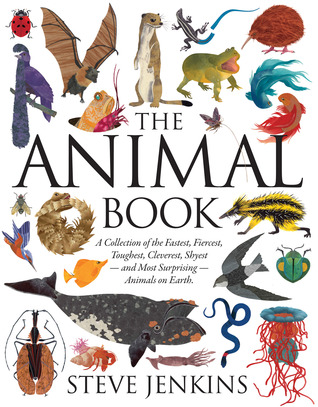 THE
ANIMAL
BOOK
A Collection of the Fastest, Fiercest,
Toughest, Cleverest, Shyest
— and Most Surprising —
Animals on Earth.
STEVE JENKINS